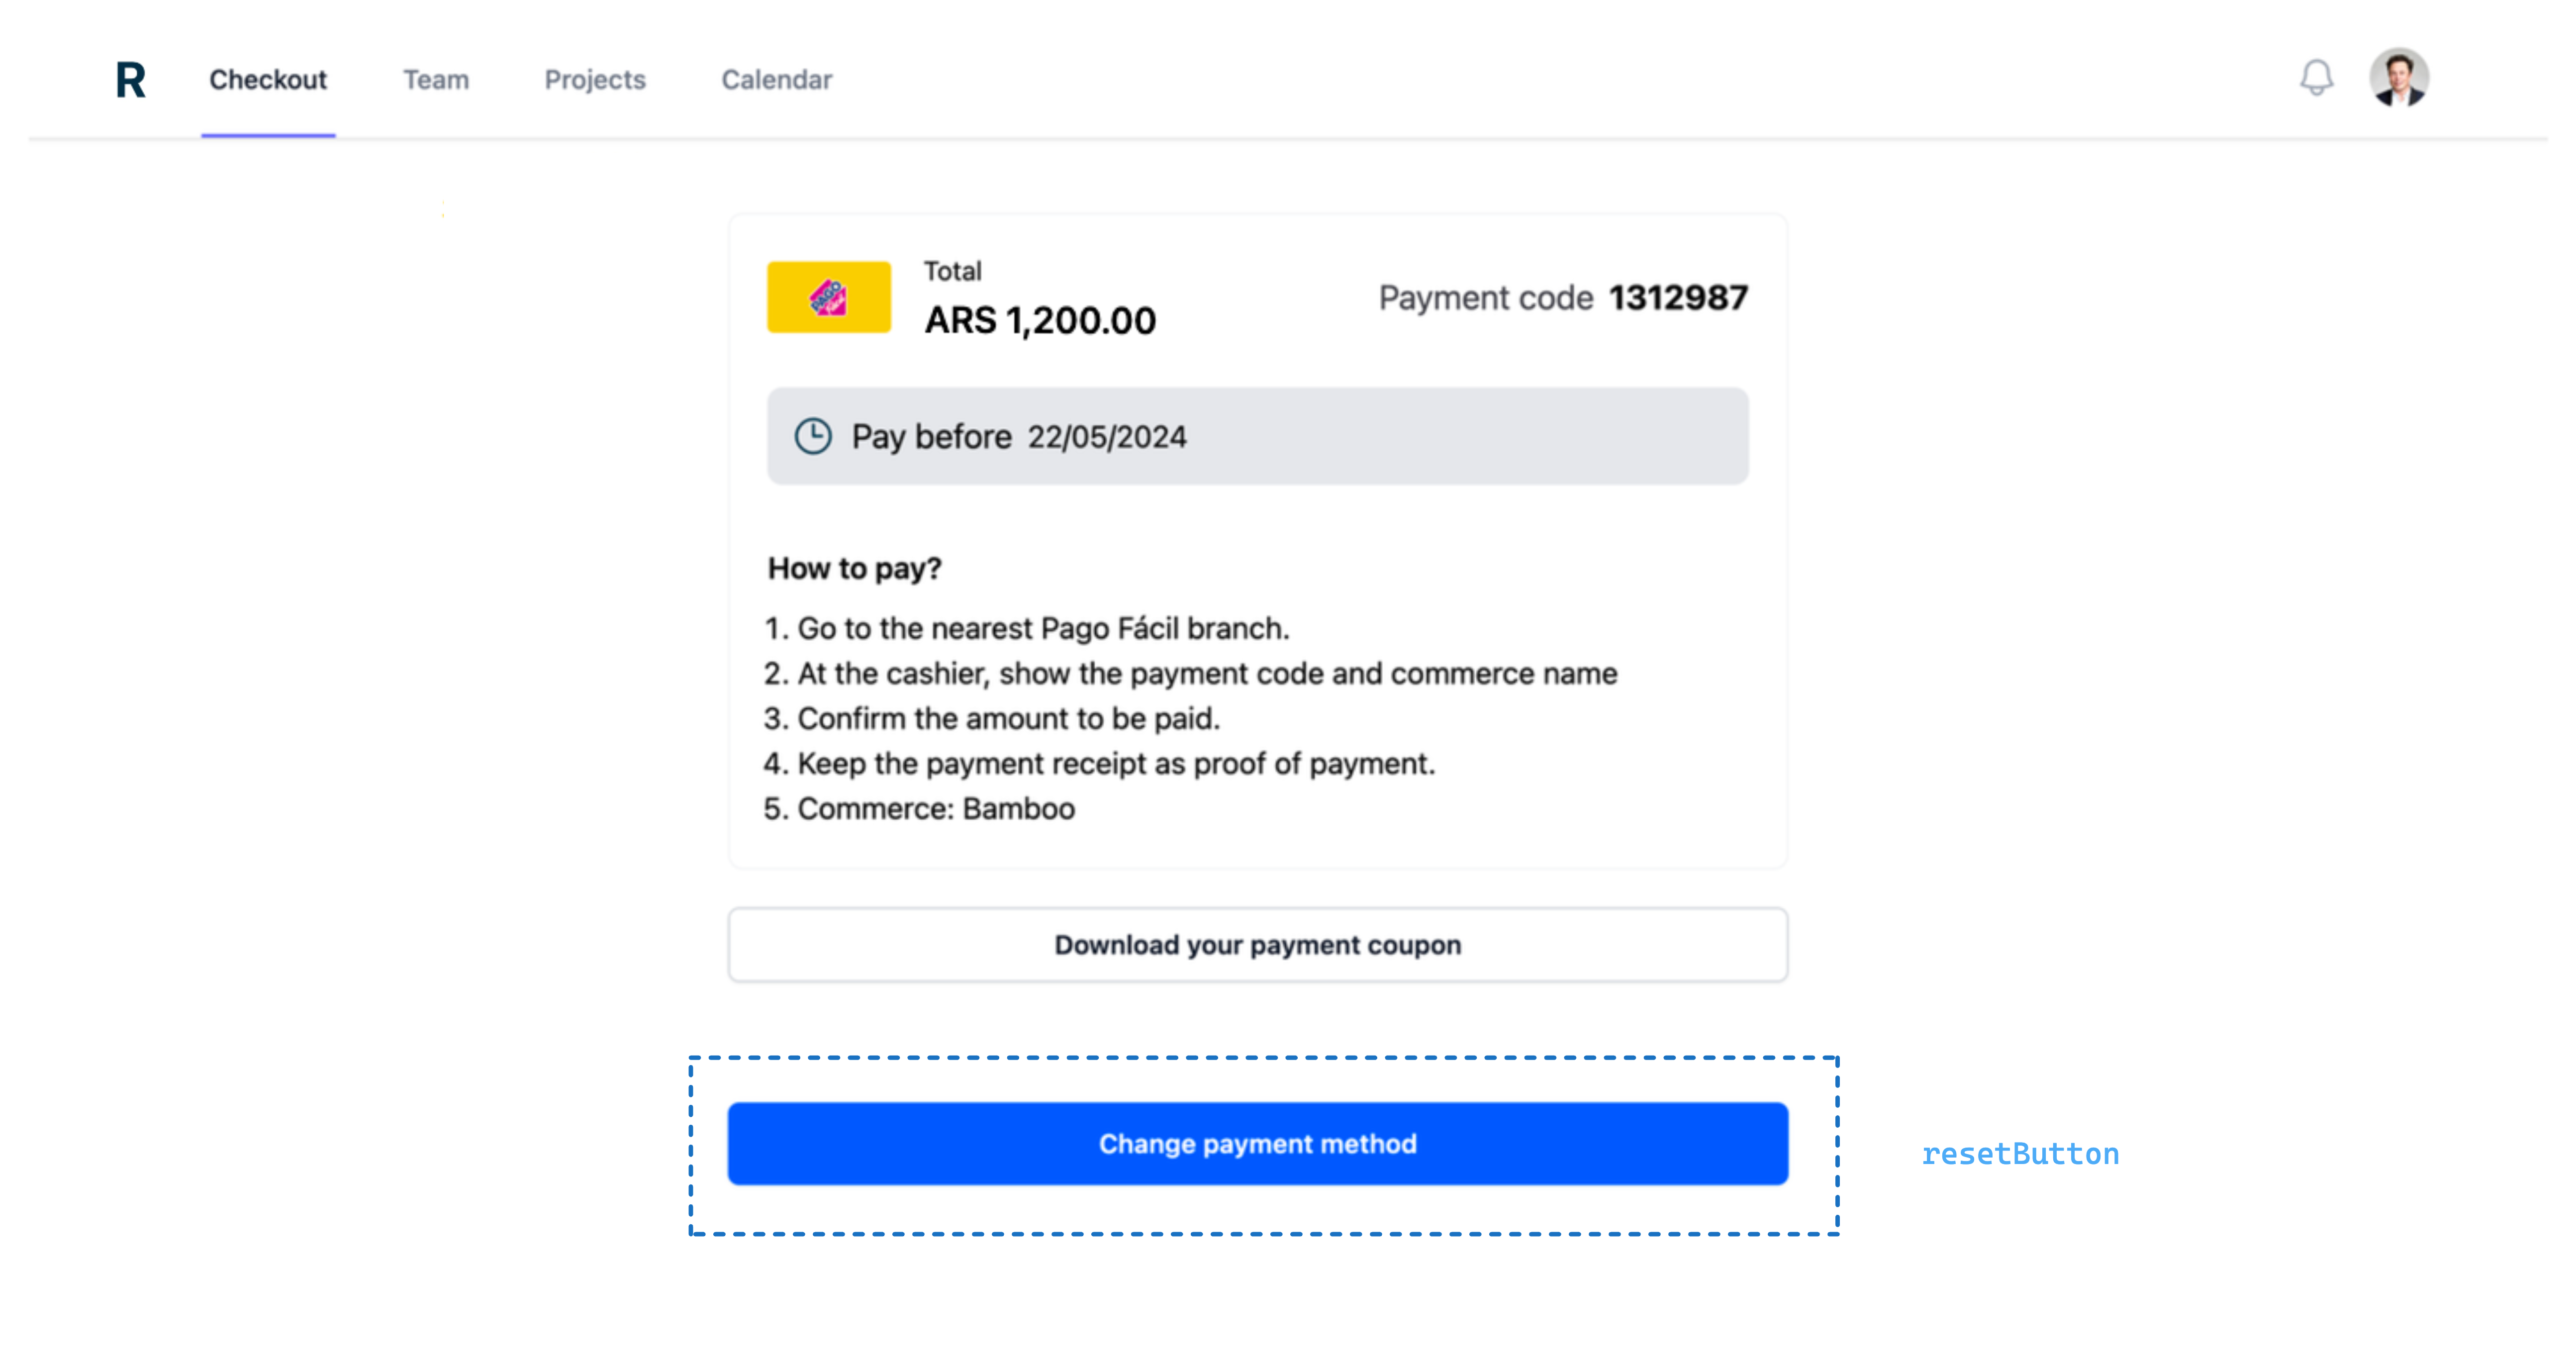 R Checkout Team Projects Calendar
Total
ARS 1,200.00
Payment code 1312987
PAGO fácil
Pay before 22/05/2024
How to pay?
1. Go to the nearest Pago Fácil branch.
2. At the cashier, show the payment code and commerce name
3. Confirm the amount to be paid.
4. Keep the payment receipt as proof of payment.
5. Commerce: Bamboo
Download your payment coupon
Change payment method
resetButton